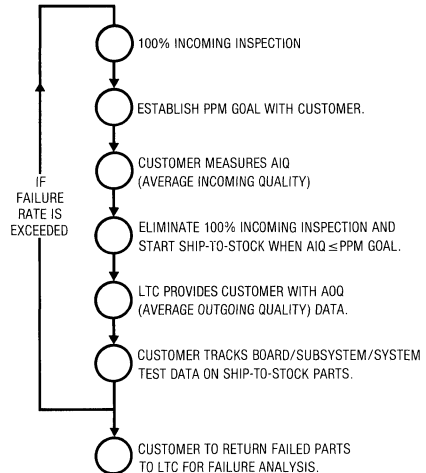 100% INCOMING INSPECTION
ESTABLISH PPM GOAL WITH CUSTOMER.
CUSTOMER MEASURES AIQ
(AVERAGE INCOMING QUALITY)
IF
FAILURE
RATE IS
EXCEEDED
ELIMINATE 100% INCOMING INSPECTION AND
START SHIP-TO-STOCK WHEN AIQ ≤ PPM GOAL.
LTC PROVIDES CUSTOMER WITH AOQ
(AVERAGE OUTGOING QUALITY) DATA.
CUSTOMER TRACKS BOARD/SUBSYSTEM/SYSTEM
TEST DATA ON SHIP-TO-STOCK PARTS.
CUSTOMER TO RETURN FAILED PARTS
TO LTC FOR FAILURE ANALYSIS.